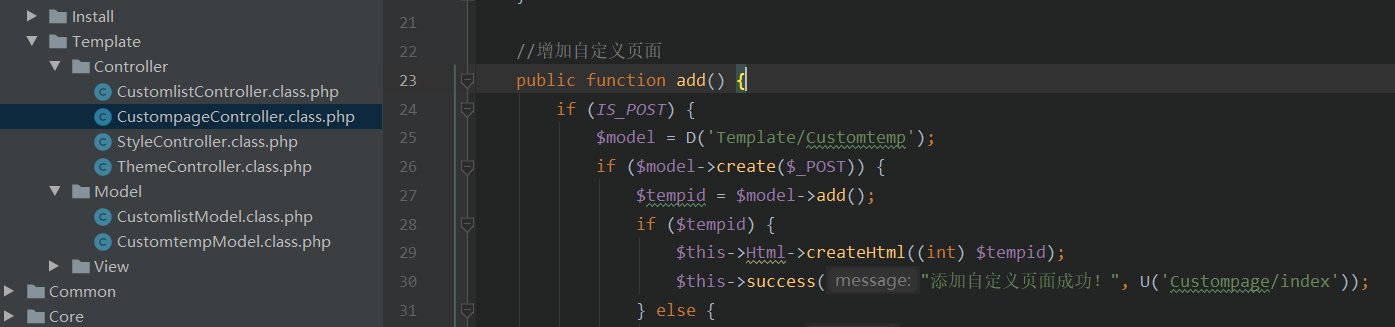 Install
Template
Controller
CustomlistController.class.php
CustompageController.class.php
StyleController.class.php
ThemeController.class.php
Model
CustomlistModel.class.php
CustomtempModel.class.php
View
Common
Core
}
21
22 //增加自定义页面
23 public function add() {
24 if (IS_POST) {
25 $model = D('Template/Customtemp');
26 if ($model->create($_POST)) {
27 $tempid = $model->add();
28 if ($tempid) {
29 $this->Html->createHtml((int) $tempid);
30 $this->success( message: "添加自定义页面成功！", U('Custompage/index'));
31 } else {